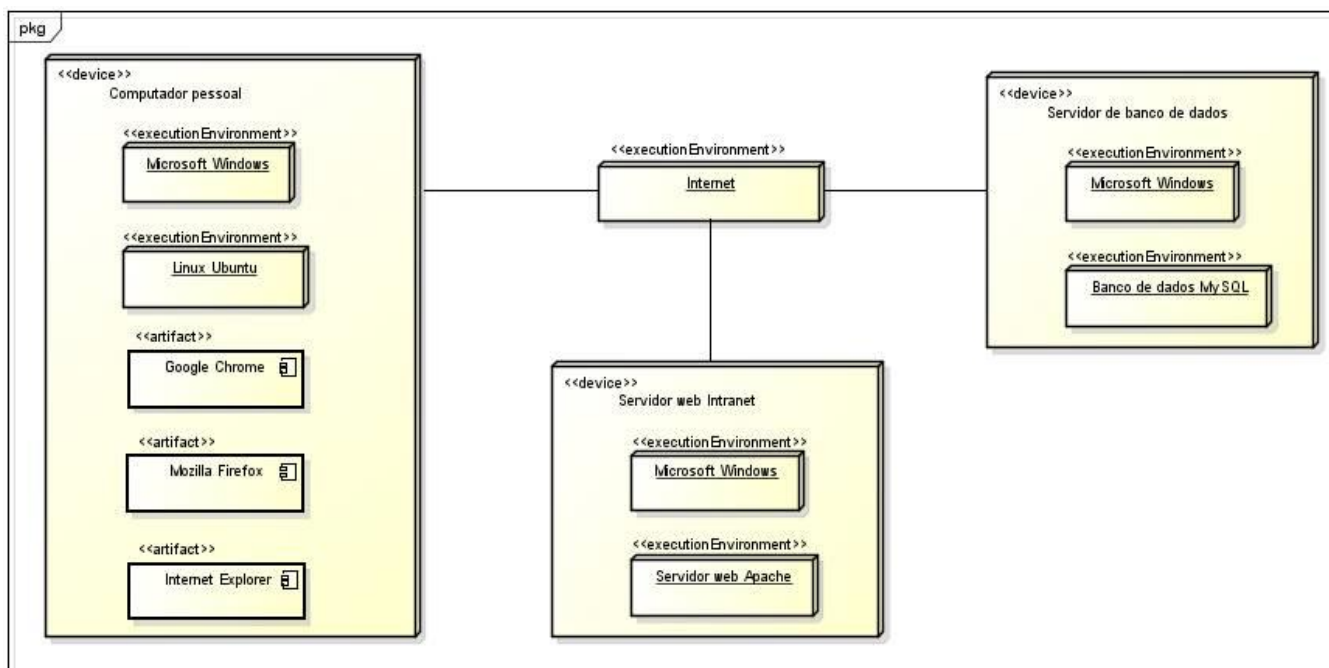 pkg
<<device>>
Computador pessoal
<<executionEnvironment>>
Microsoft Windows
<<executionEnvironment>>
Linux Ubuntu
<<artifact>>
Google Chrome
<<artifact>>
Mozilla Firefox
<<artifact>>
Internet Explorer
<<executionEnvironment>>
Internet
<<device>>
Servidor web Intranet
<<executionEnvironment>>
Microsoft Windows
<<executionEnvironment>>
Servidor web Apache
<<device>>
Servidor de banco de dados
<<executionEnvironment>>
Microsoft Windows
<<executionEnvironment>>
Banco de dados MySQL